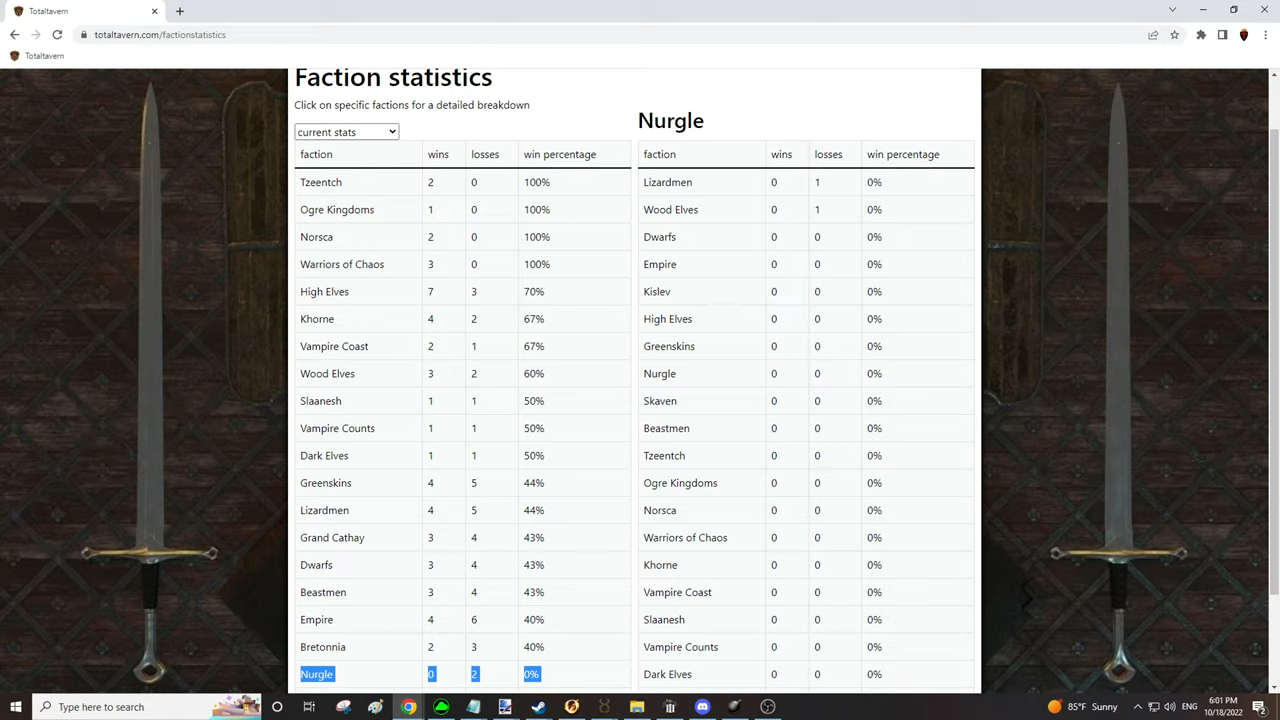 Totaltavern
totaltavern.com/factionstatistics
Totaltavern
Faction statistics
Click on specific factions for a detailed breakdown
current stats
faction wins losses win percentage
Tzeentch 2 0 100%
Ogre Kingdoms 1 0 100%
Norsca 2 0 100%
Warriors of Chaos 3 0 100%
High Elves 7 3 70%
Khorne 4 2 67%
Vampire Coast 2 1 67%
Wood Elves 3 2 60%
Slaanesh 1 1 50%
Vampire Counts 1 1 50%
Dark Elves 1 1 50%
Greenskins 4 5 44%
Lizardmen 4 5 44%
Grand Cathay 3 4 43%
Dwarfs 3 4 43%
Beastmen 3 4 43%
Empire 4 6 40%
Bretonnia 2 3 40%
Nurgle 0 2 0%
Nurgle
faction wins losses win percentage
Lizardmen 0 1 0%
Wood Elves 0 1 0%
Dwarfs 0 0 0%
Empire 0 0 0%
Kislev 0 0 0%
High Elves 0 0 0%
Greenskins 0 0 0%
Nurgle 0 0 0%
Skaven 0 0 0%
Beastmen 0 0 0%
Tzeentch 0 0 0%
Ogre Kingdoms 0 0 0%
Norsca 0 0 0%
Warriors of Chaos 0 0 0%
Khorne 0 0 0%
Vampire Coast 0 0 0%
Slaanesh 0 0 0%
Vampire Counts 0 0 0%
Dark Elves 0 0 0%
Type here to search
85°F Sunny
ENG
6:01 PM
10/18/2022
2